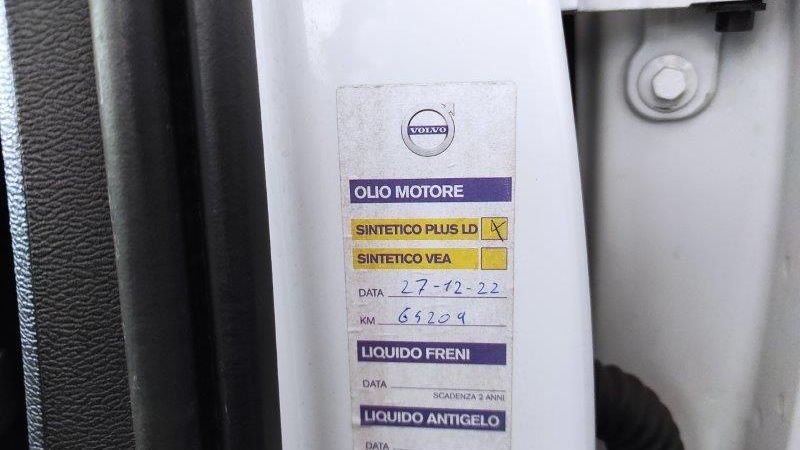 VOLVO
OLIO MOTORE
SINTETICO PLUS LD
SINTETICO VEA
DATA 27-12-22
KM 69209
LIQUIDO FRENI
DATA
SCADENZA 2 ANNI
LIQUIDO ANTIGELO
DATA